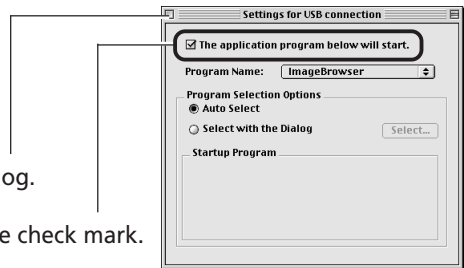 Settings for USB connection
The application program below will start.
Program Name: ImageBrowser
Program Selection Options
Auto Select
Select with the Dialog Select...
Startup Program
og.
e check mark.